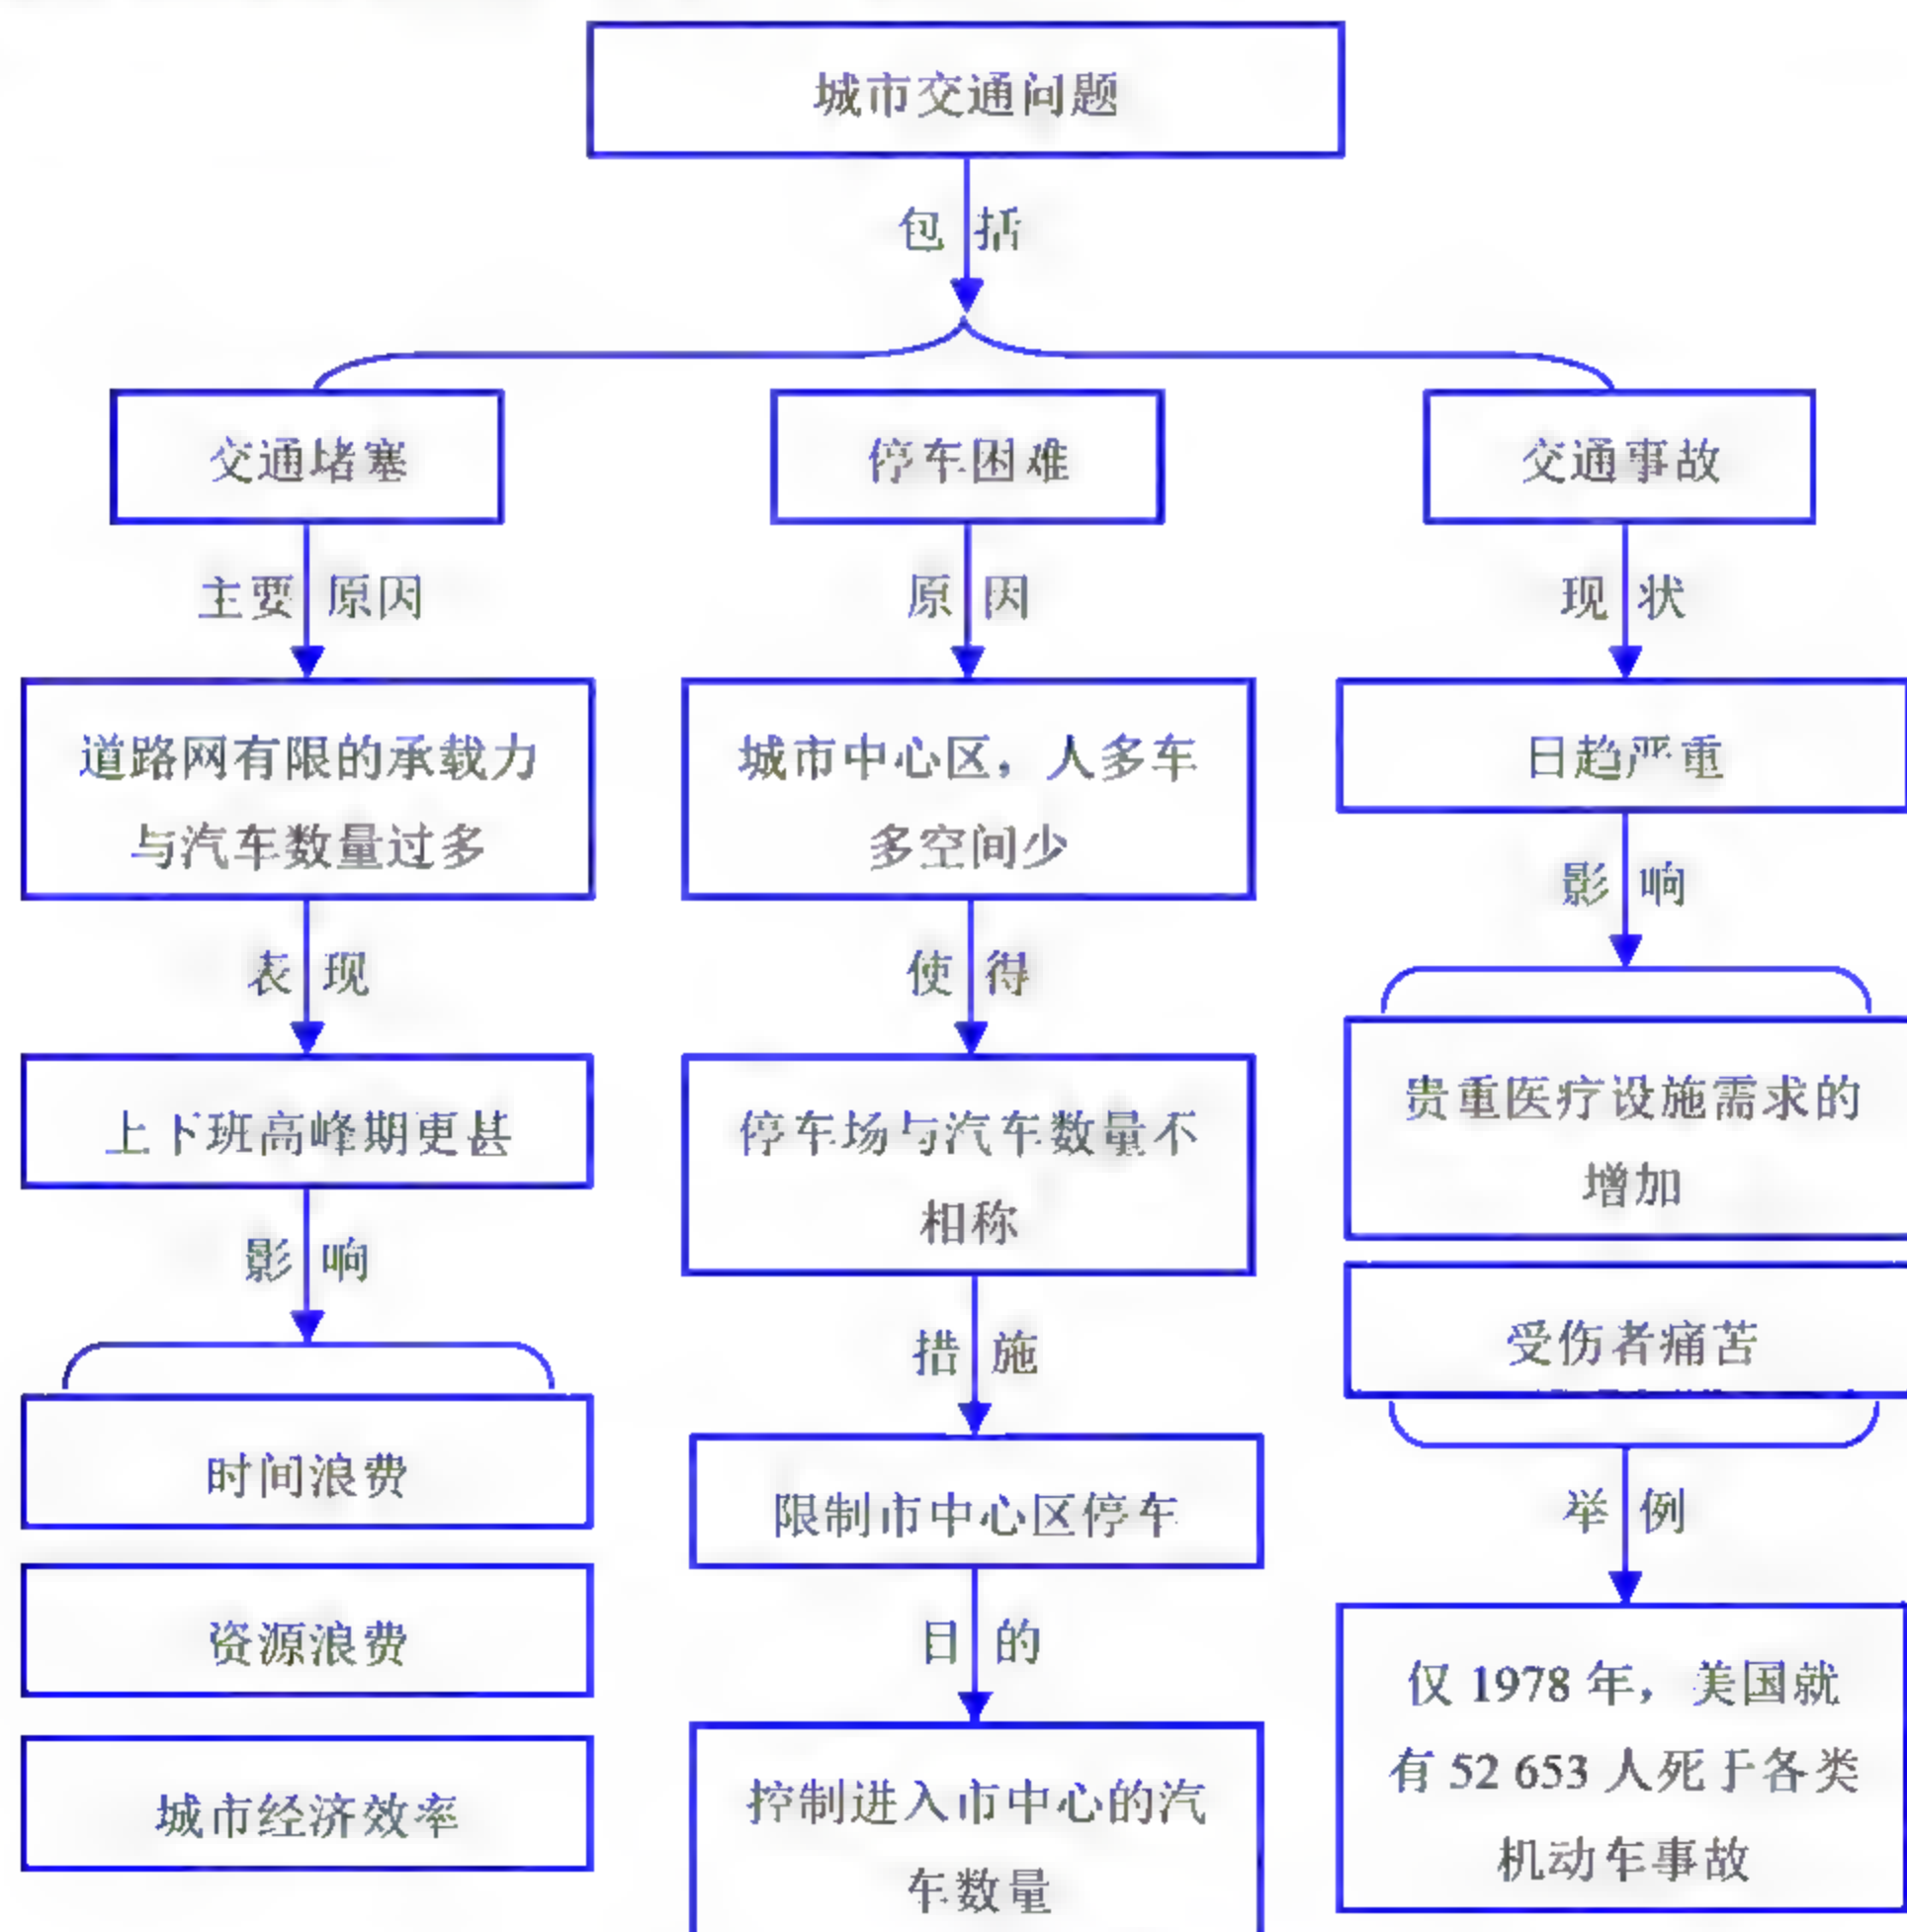 城市交通问题
包括
交通堵塞
主要原因
道路网有限的承载力
与汽车数量过多
表现
上下班高峰期更甚
影响
时间浪费
资源浪费
城市经济效率
停车困难
原因
城市中心区，人多车
多空间少
使得
停车场与汽车数量不
相称
措施
限制市中心区停车
目的
控制进入市中心的汽
车数量
交通事故
现状
日趋严重
影响
贵重医疗设施需求的
增加
受伤者痛苦
举例
仅 1978 年，美国就
有 52 653 人死于各类
机动车事故